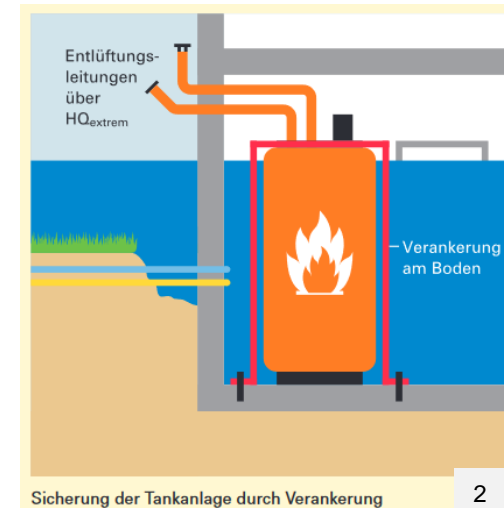 Entlüftungs-
leitungen
über
HQextrem
Verankerung
am Boden
Sicherung der Tankanlage durch Verankerung
2